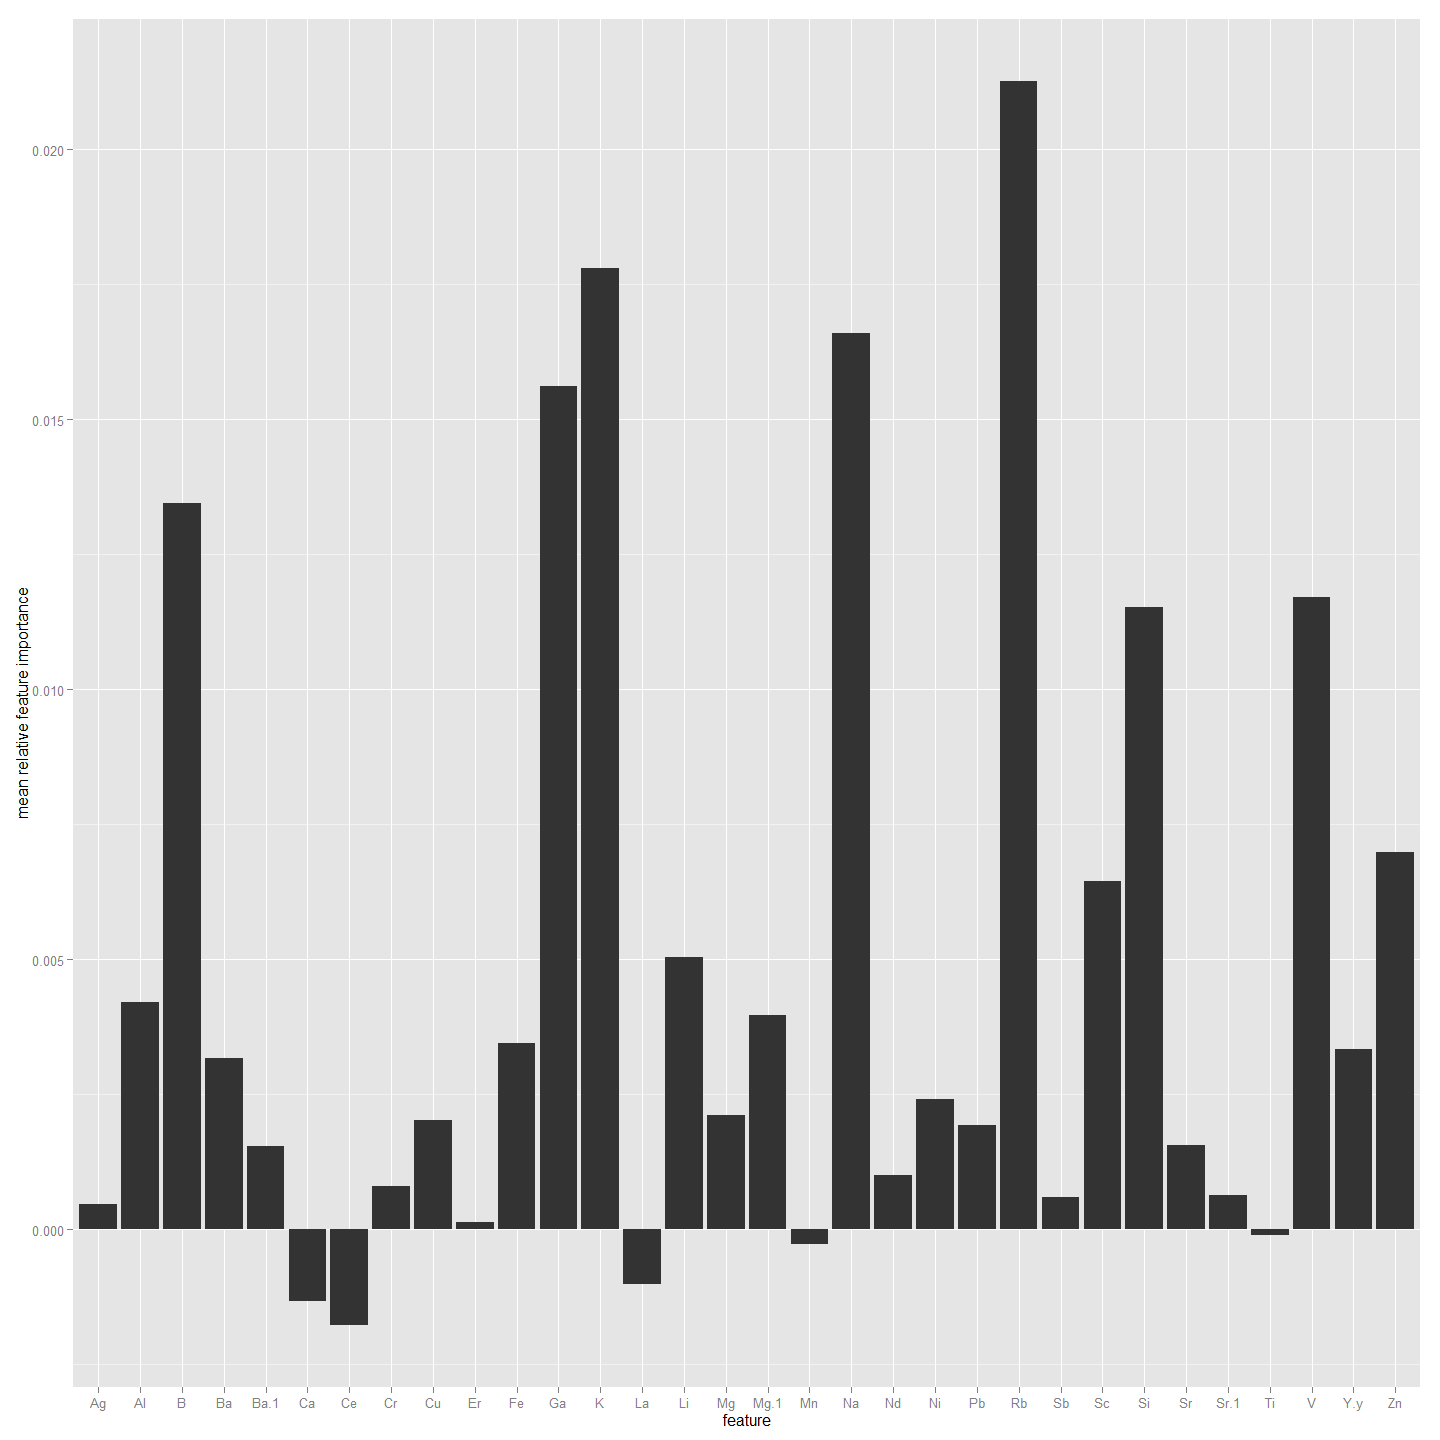 mean relative feature importance
0.020
0.015
0.010
0.005
0.000
Ag Al B Ba Ba.1 Ca Ce Cr Cu Er Fe Ga K La Li Mg Mg.1 Mn Na Nd Ni Pb Rb Sb Sc Si Sr Sr.1 Ti V Y.y Zn
feature